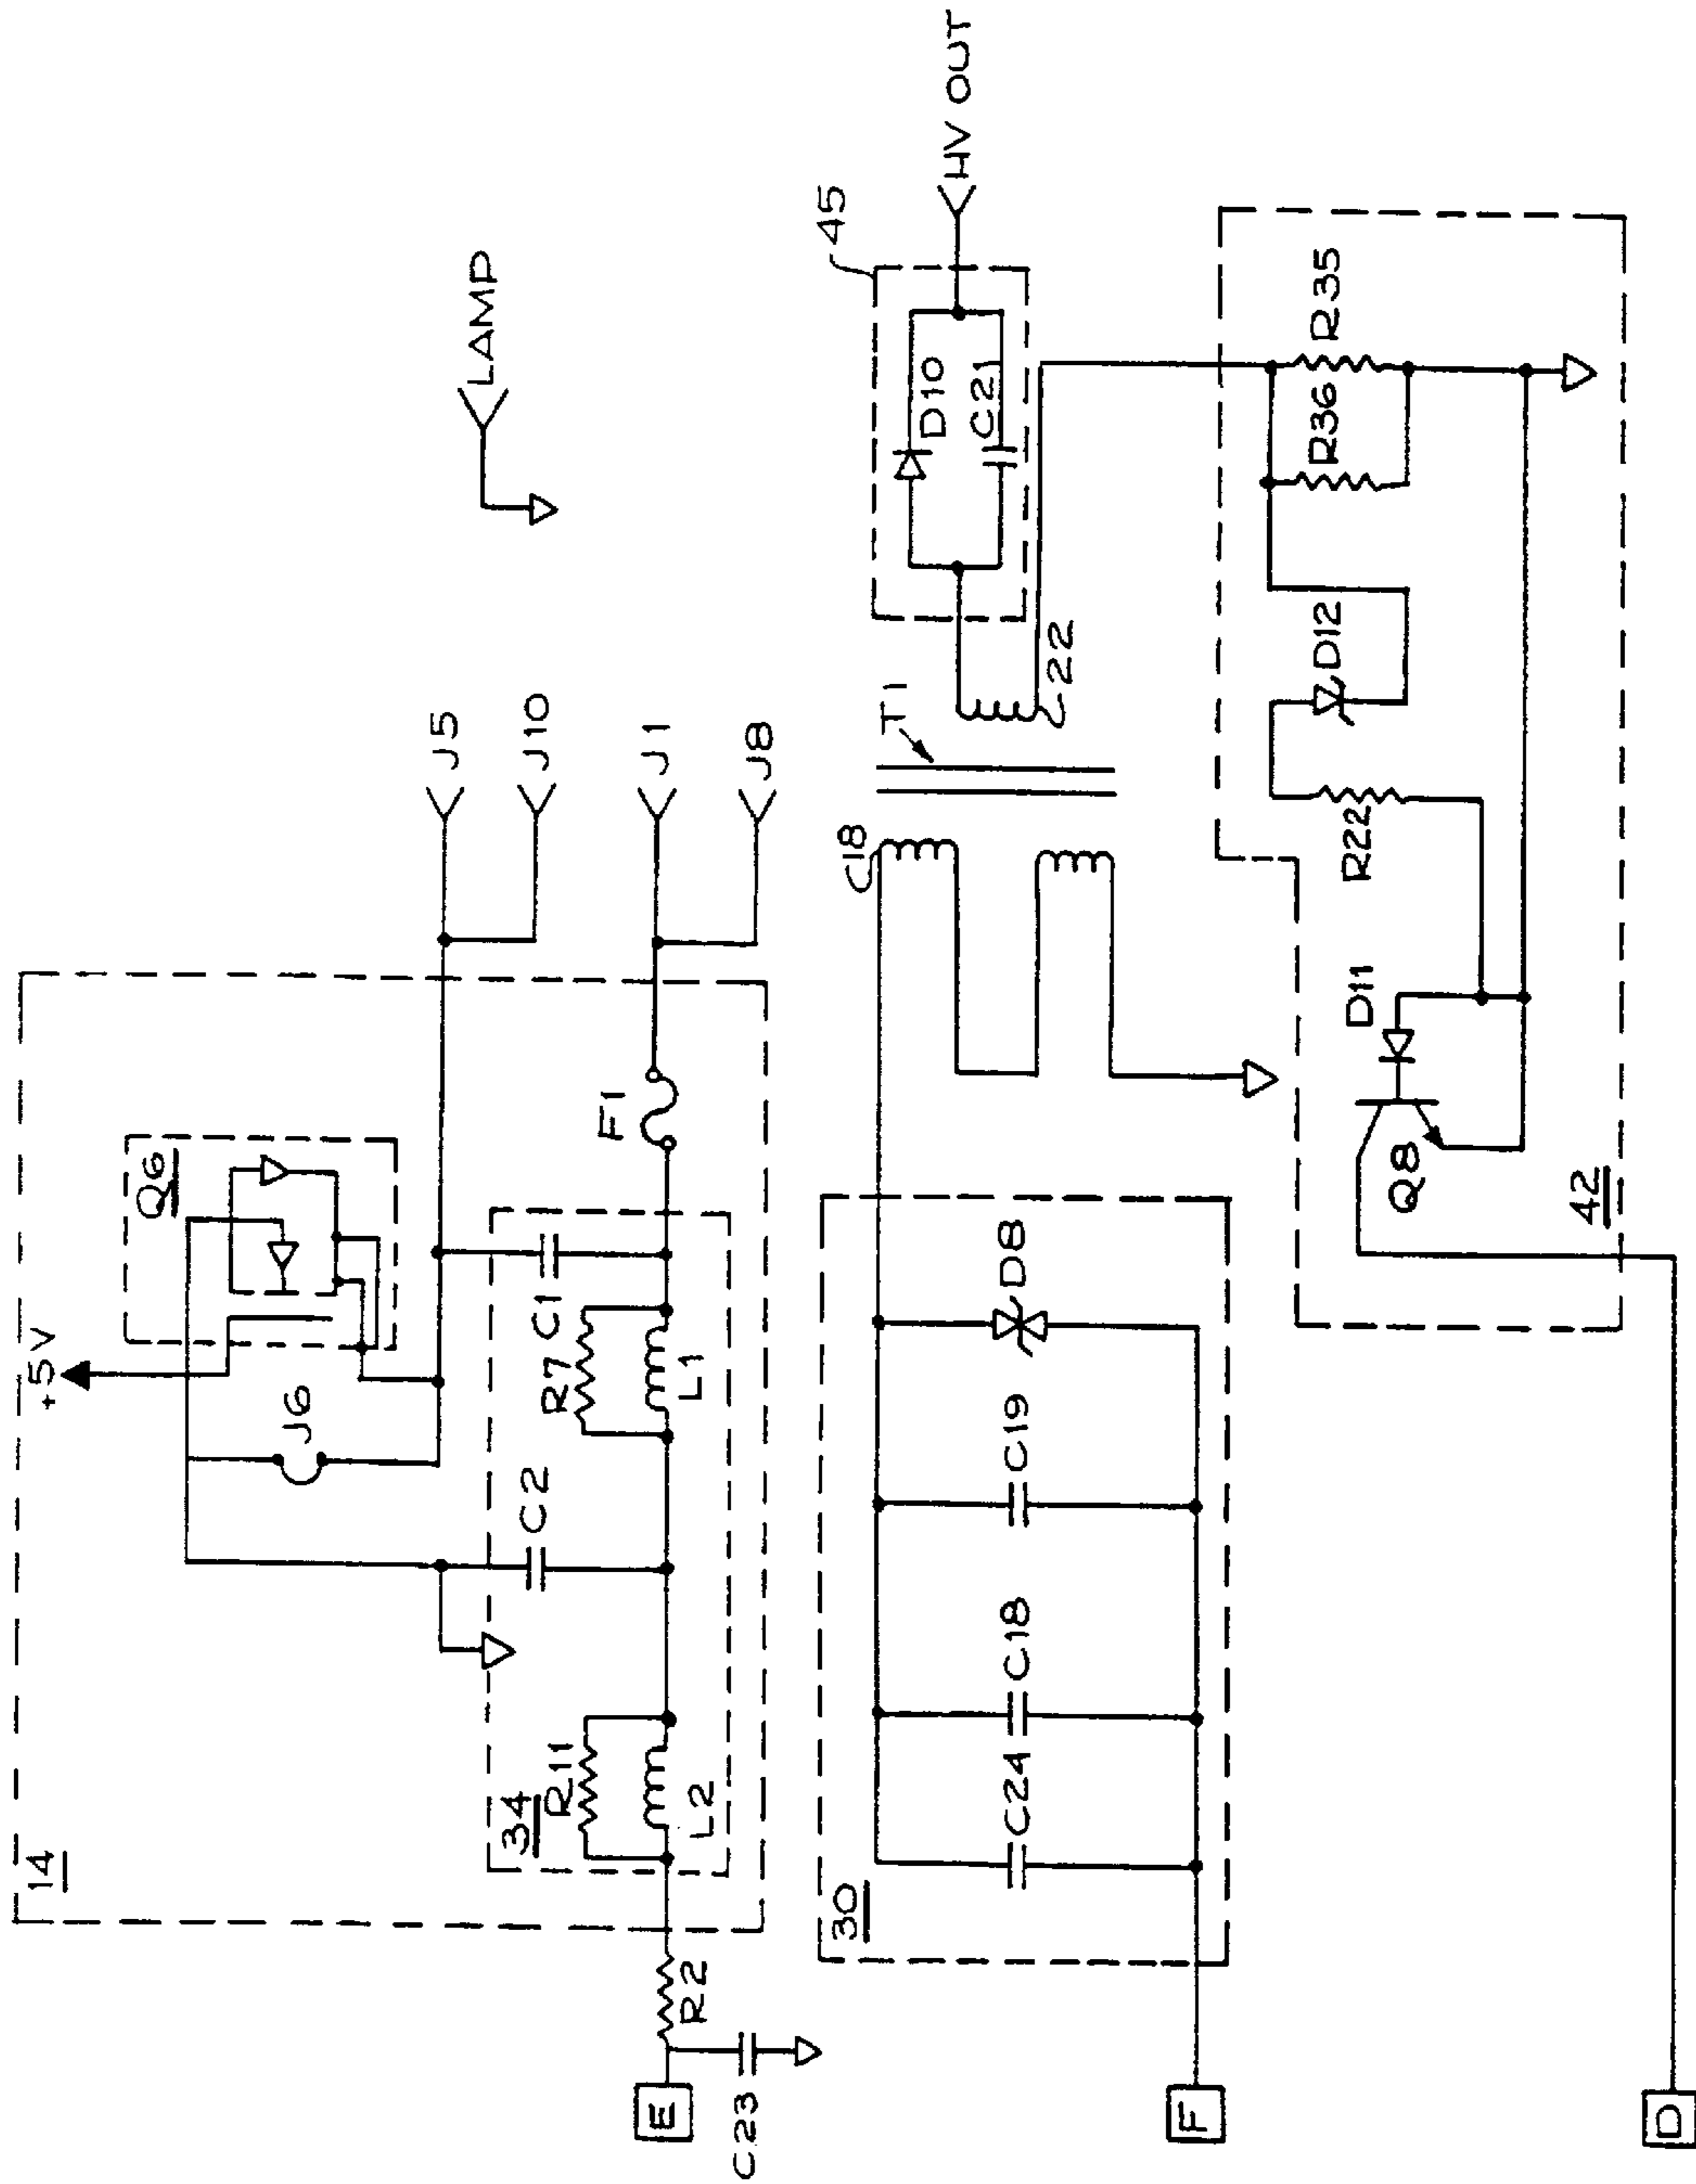 14
+5V
Q6
J6
J5
J10
J1
J8
LAMP
F1
C1
R7
L1
C2
34
R11
L2
R2
E
C23
30
C24
C18
C19
D8
F
C18
T1
22
45
D10
C21
HV OUT
R35
R36
D12
R22
D11
Q8
42
D